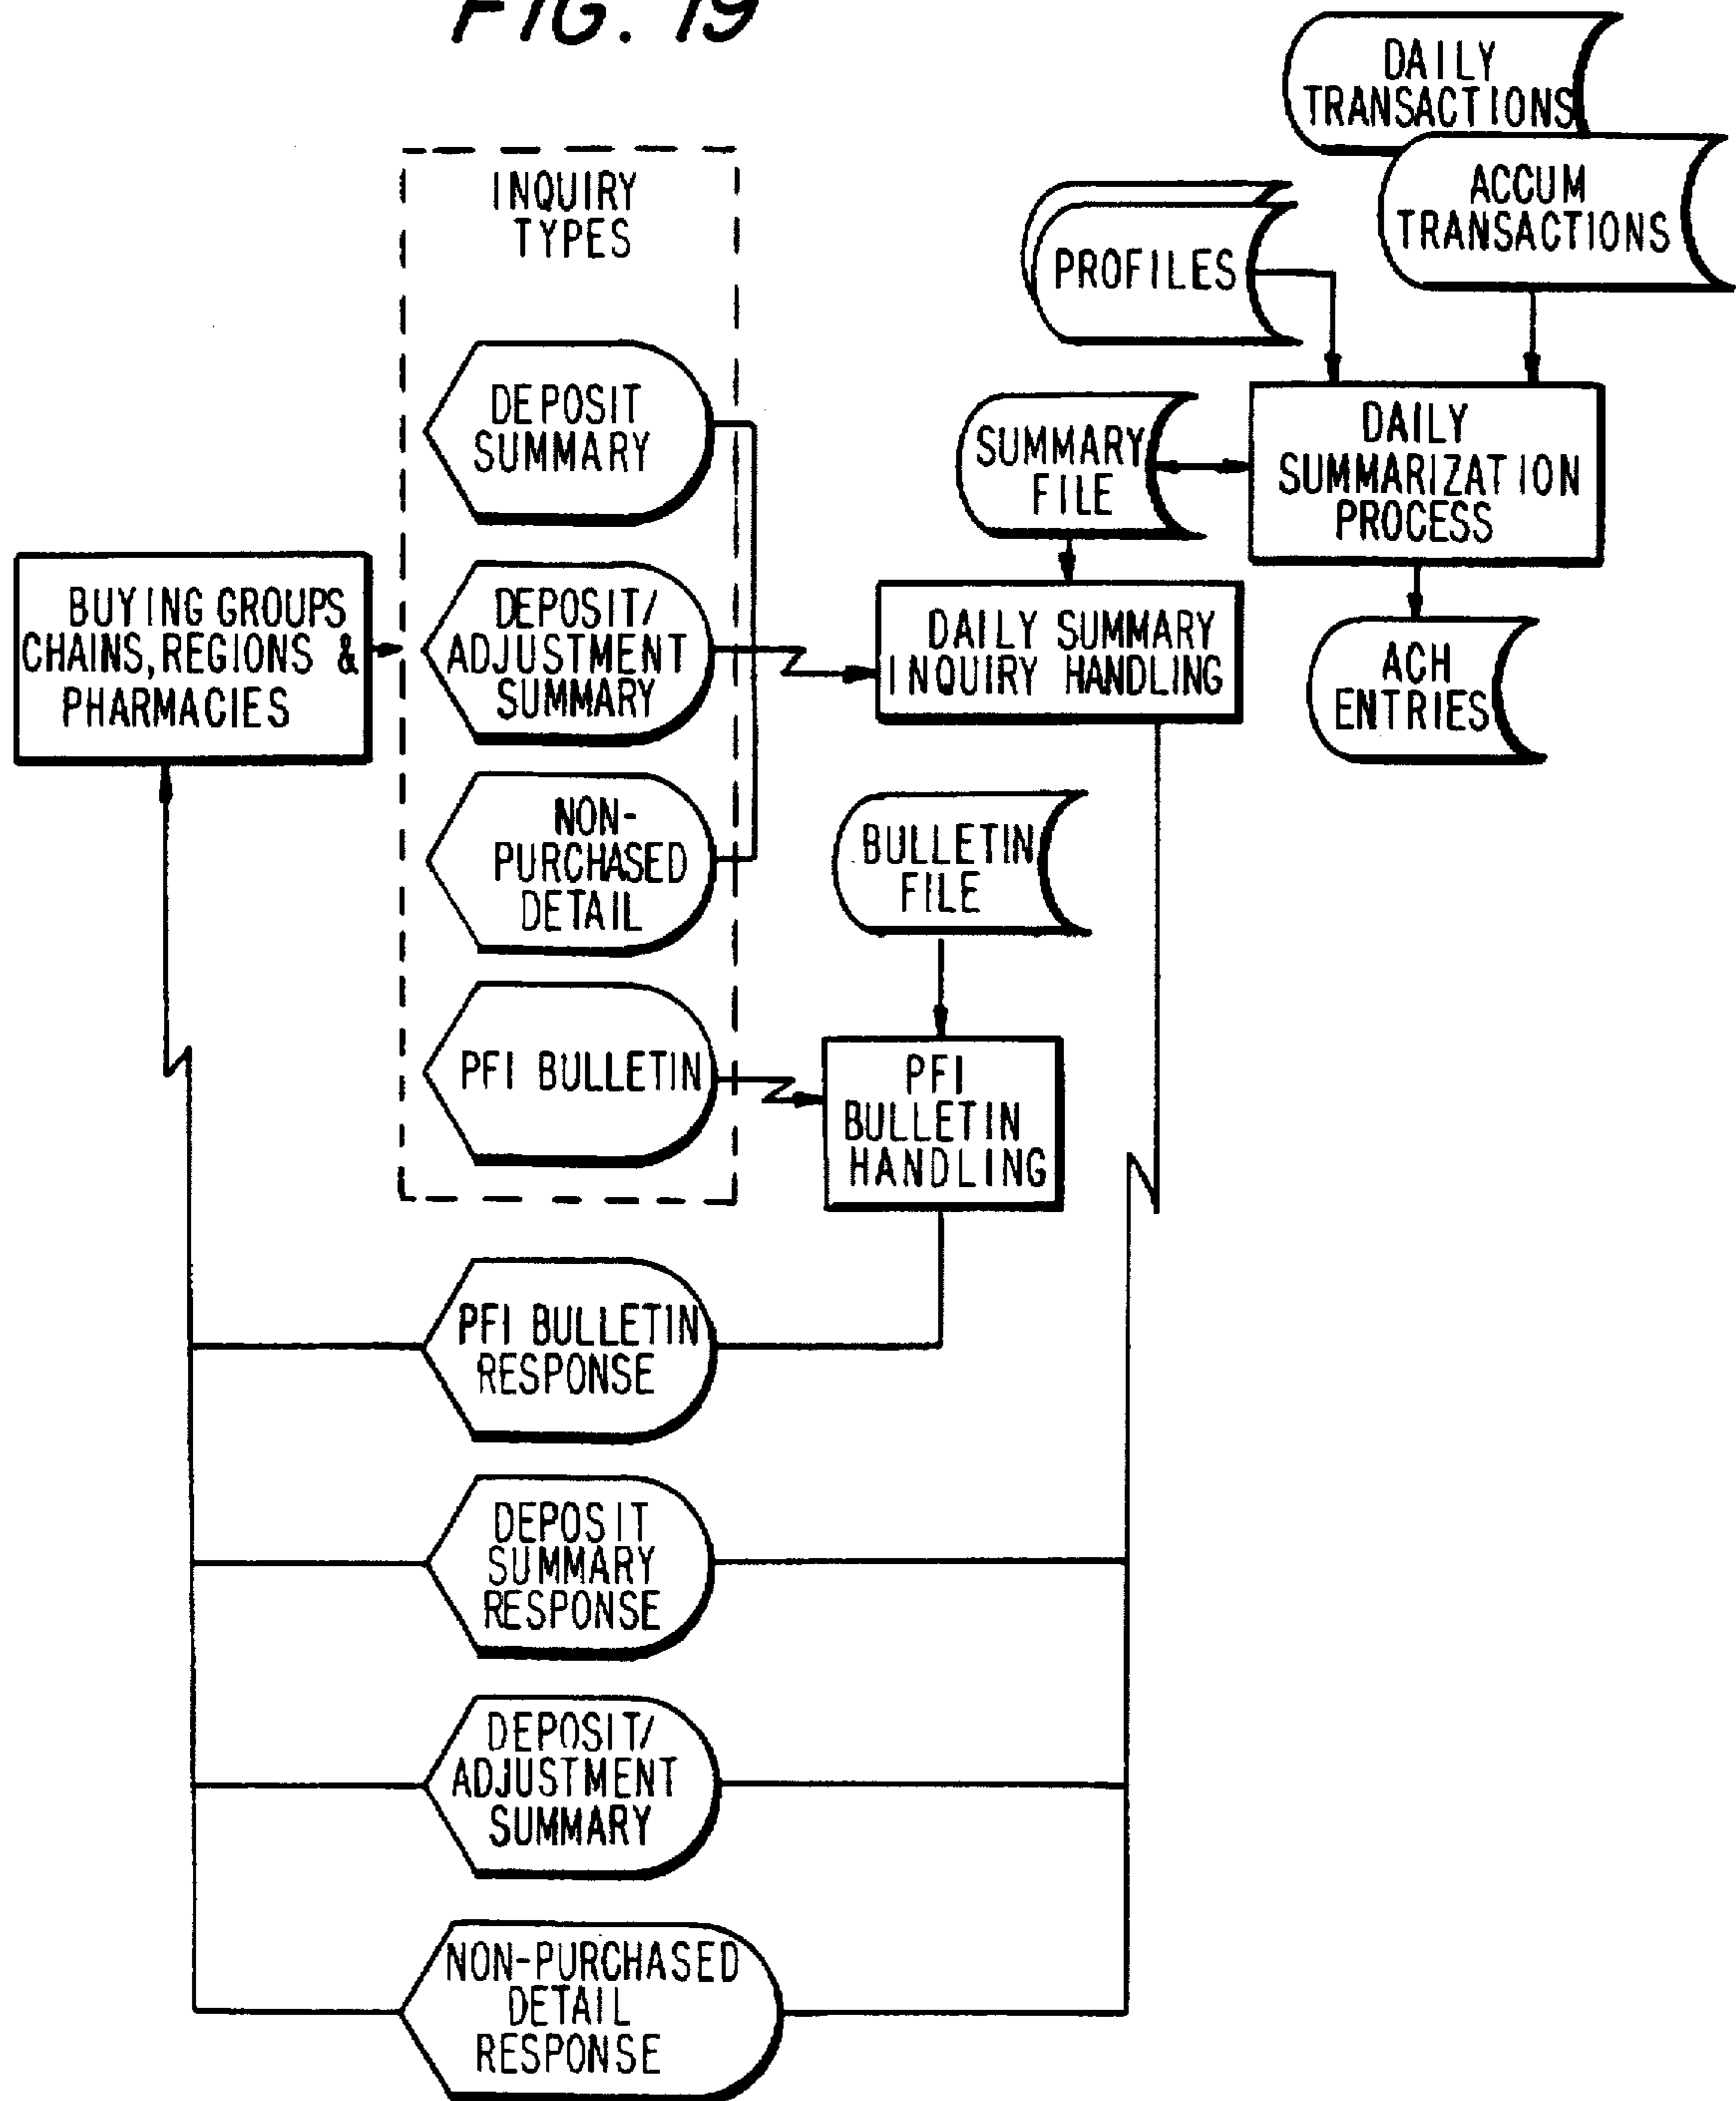 FIG. 19
DAILY
TRANSACTIONS
ACCUM
TRANSACTIONS
INQUIRY
TYPES
PROFILES
DEPOSIT
SUMMARY
SUMMARY
FILE
DAILY
SUMMARIZATION
PROCESS
BUYING GROUPS
CHAINS, REGIONS &
PHARMACIES
DEPOSIT/
ADJUSTMENT
SUMMARY
DAILY SUMMARY
INQUIRY HANDLING
ACH
ENTRIES
NON-
PURCHASED
DETAIL
BULLETIN
FILE
PFI BULLETIN
PFI
BULLETIN
HANDLING
PFI BULLETIN
RESPONSE
DEPOSIT
SUMMARY
RESPONSE
DEPOSIT/
ADJUSTMENT
SUMMARY
NON-PURCHASED
DETAIL
RESPONSE